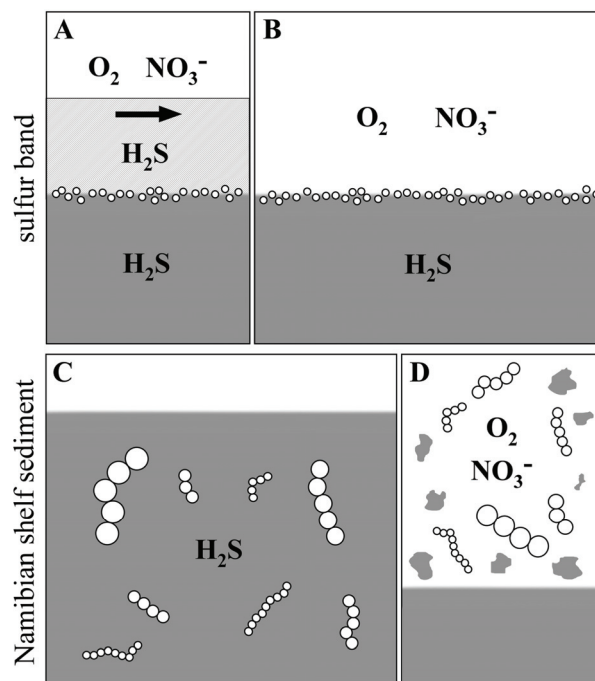 A
O₂ NO₃⁻
H₂S
H₂S
B
O₂ NO₃⁻
H₂S
sulfur band
C
H₂S
D
O₂
NO₃⁻
Namibian shelf sediment